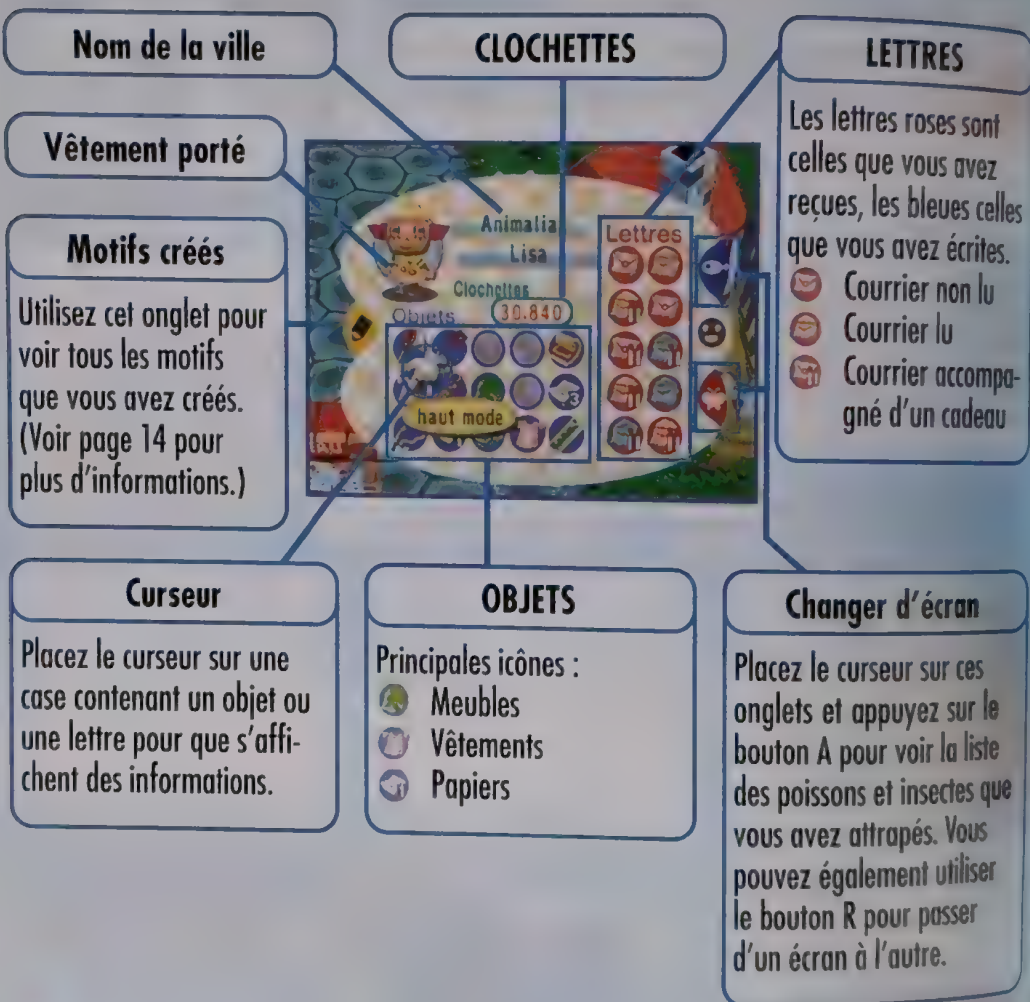 Nom de la ville
CLOCHETTES
LETTRES
Les lettres roses sont
celles que vous avez
reçues, les bleues celles
que vous avez écrites.
Courrier non lu
Courrier lu
Courrier accompa-
gné d'un cadeau
Vêtement porté
Motifs créés
Utilisez cet onglet pour
voir tous les motifs
que vous avez créés.
(Voir page 14 pour
plus d'informations.)
Animalia
Lisa
Clochettes
30.840
Objets
Lettres
haut mode
Curseur
Placez le curseur sur une
case contenant un objet ou
une lettre pour que s'affi-
chent des informations.
OBJETS
Principales icônes :
Meubles
Vêtements
Papiers
Changer d'écran
Placez le curseur sur ces
onglets et appuyez sur le
bouton A pour voir la liste
des poissons et insectes que
vous avez attrapés. Vous
pouvez également utiliser
le bouton R pour passer
d'un écran à l'autre.